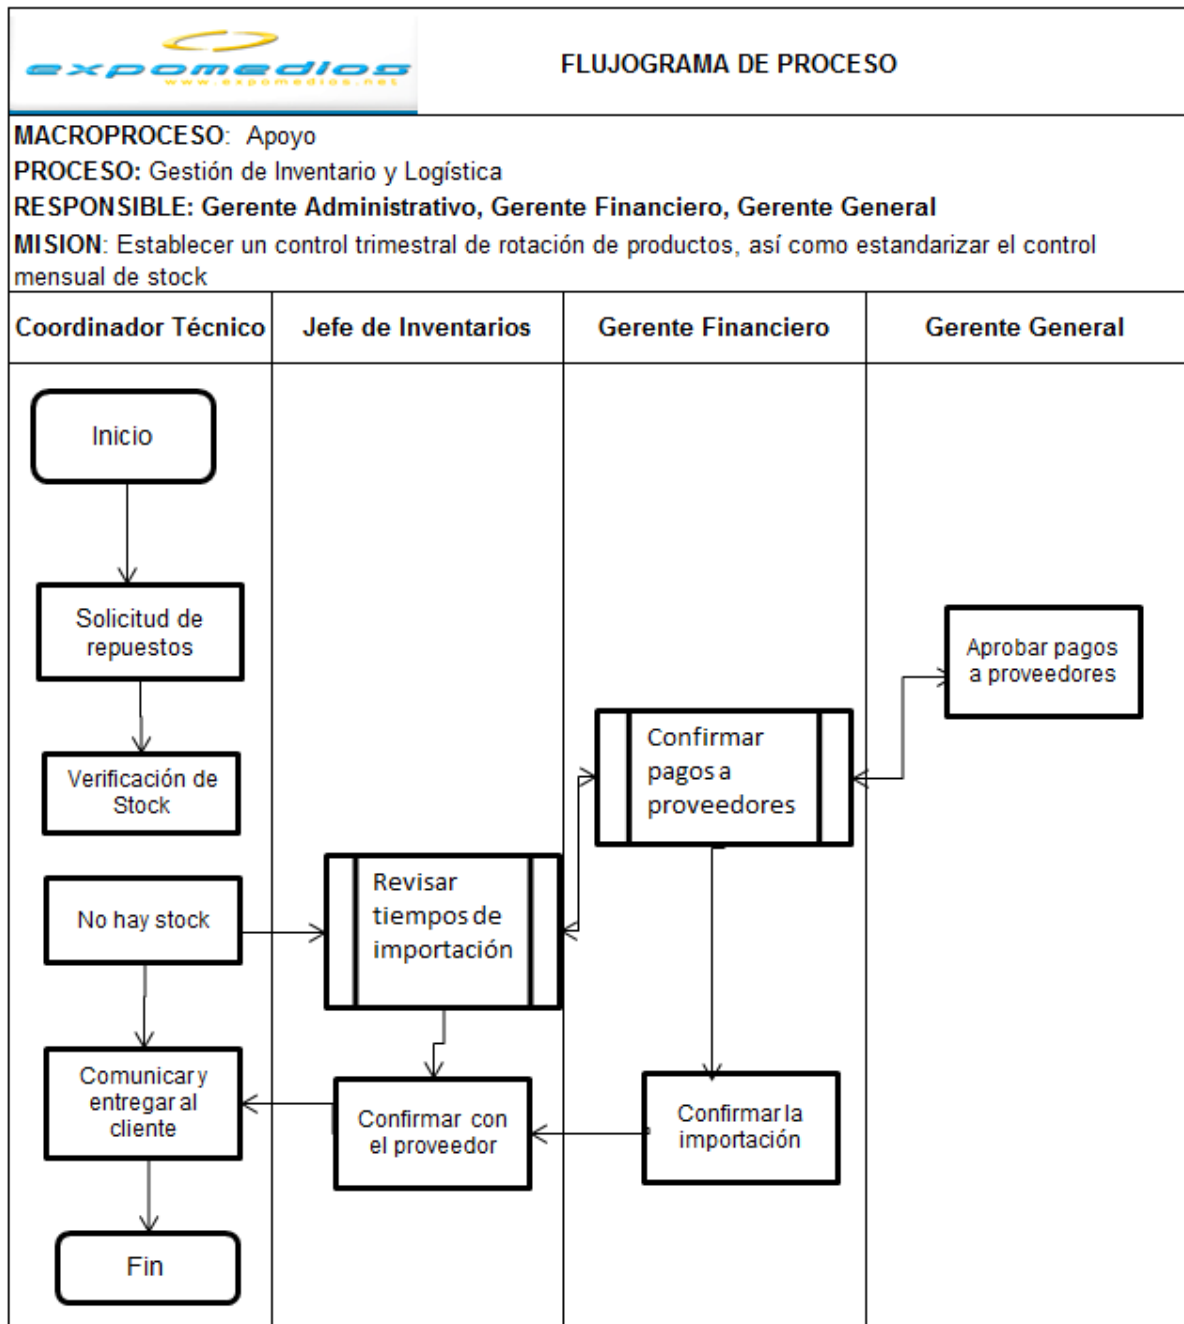 expomedios
www.expomedios.net
FLUJOGRAMA DE PROCESO
MACROPROCESO: Apoyo
PROCESO: Gestión de Inventario y Logística
RESPONSIBLE: Gerente Administrativo, Gerente Financiero, Gerente General
MISION: Establecer un control trimestral de rotación de productos, así como estandarizar el control
mensual de stock
Coordinador Técnico
Jefe de Inventarios
Gerente Financiero
Gerente General
Inicio
Solicitud de
repuestos
Aprobar pagos
a proveedores
Confirmar
pagos a
proveedores
Verificación de
Stock
Revisar
tiempos de
importación
No hay stock
Comunicar y
entregar al
cliente
Confirmar con
el proveedor
Confirmar la
importación
Fin